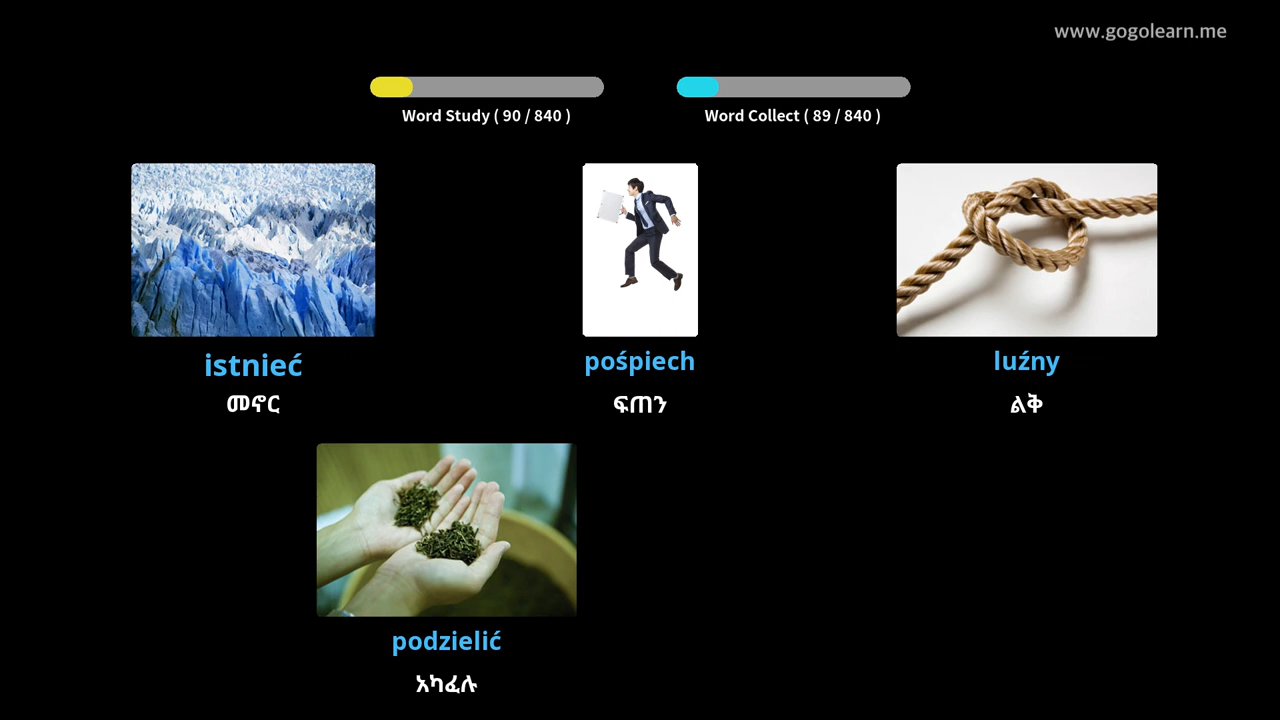 www.gogolearn.me
Word Study ( 90 / 840 )
Word Collect ( 89 / 840 )
istnieć
መኖር
pośpiech
ፍጠን
luźny
ልቅ
podzielić
አካፈሉ